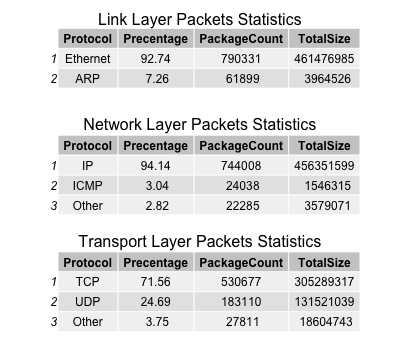 Link Layer Packets Statistics
Protocol Precentage PackageCount TotalSize
1 Ethernet 92.74 790331 461476985
2 ARP 7.26 61899 3964526
Network Layer Packets Statistics
Protocol Precentage PackageCount TotalSize
1 IP 94.14 744008 456351599
2 ICMP 3.04 24038 1546315
3 Other 2.82 22285 3579071
Transport Layer Packets Statistics
Protocol Precentage PackageCount TotalSize
1 TCP 71.56 530677 305289317
2 UDP 24.69 183110 131521039
3 Other 3.75 27811 18604743